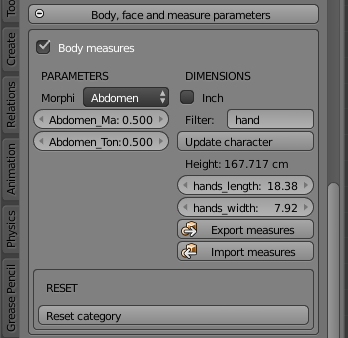 Body, face and measure parameters
Body measures
PARAMETERS
Morphi
Abdomen
Abdomen_Ma: 0.500
Abdomen_Ton: 0.500
DIMENSIONS
Inch
Filter:
hand
Update character
Height: 167.717 cm
hands_length: 18.38
hands_width: 7.92
Export measures
Import measures
RESET
Reset category
Too
Create
Relations
Animation
Physics
Grease Pencil